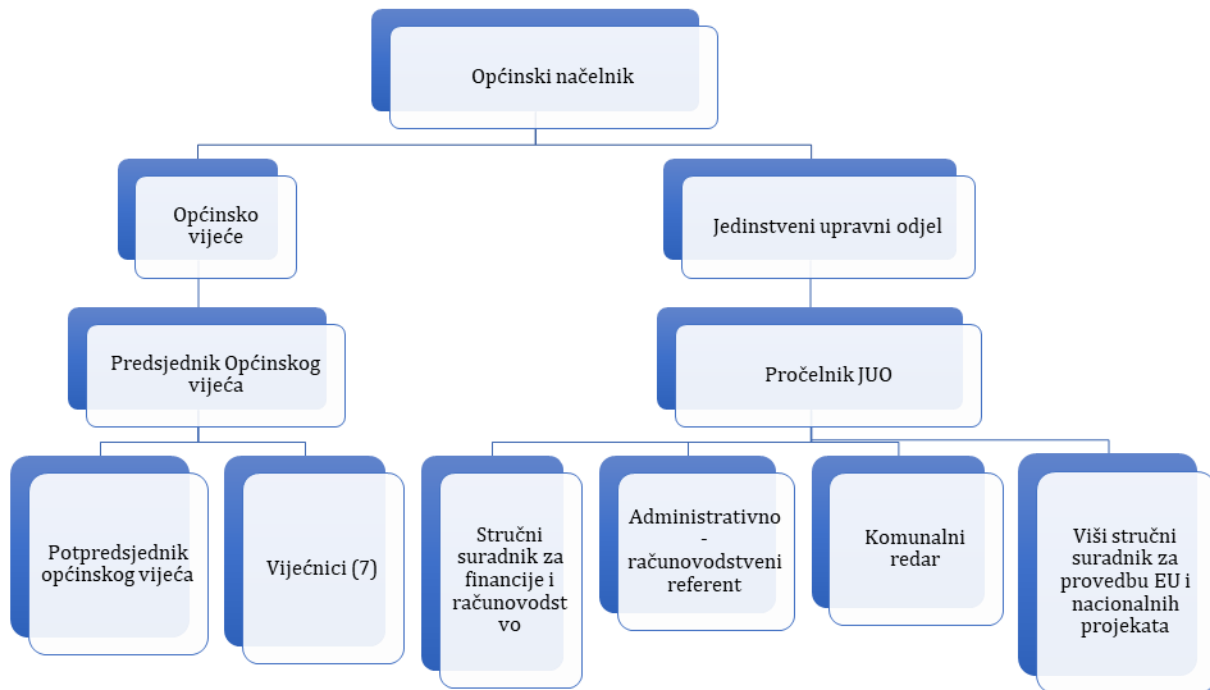 Općinski načelnik
Općinsko
vijeće
Jedinstveni upravni odjel
Predsjednik Općinskog
vijeća
Pročelnik JUO
Potpredsjednik
općinskog vijeća
Vijećnici (7)
Stručni
suradnik za
financije i
računovodst
vo
Administrativno
-
računovodstveni
referent
Komunalni
redar
Viši stručni
suradnik za
provedbu EU i
nacionalnih
projekata